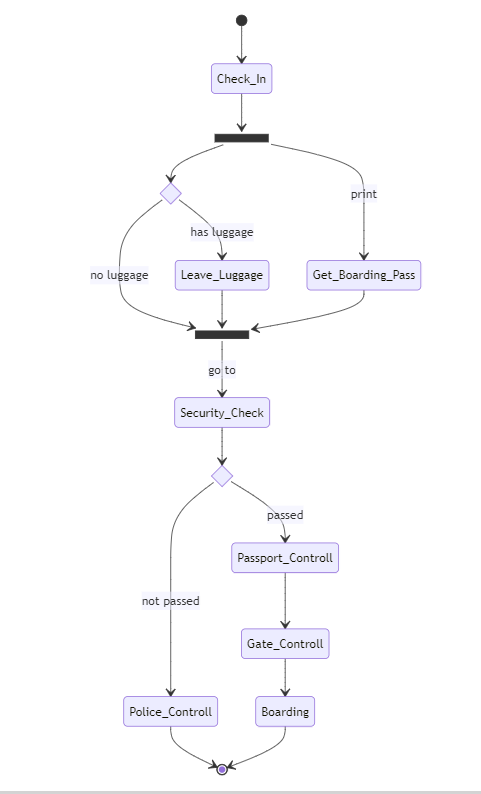 Check_In
print
has luggage
no luggage
Leave_Luggage
Get_Boarding_Pass
go to
Security_Check
passed
Passport_Controll
not passed
Gate_Controll
Police_Controll
Boarding